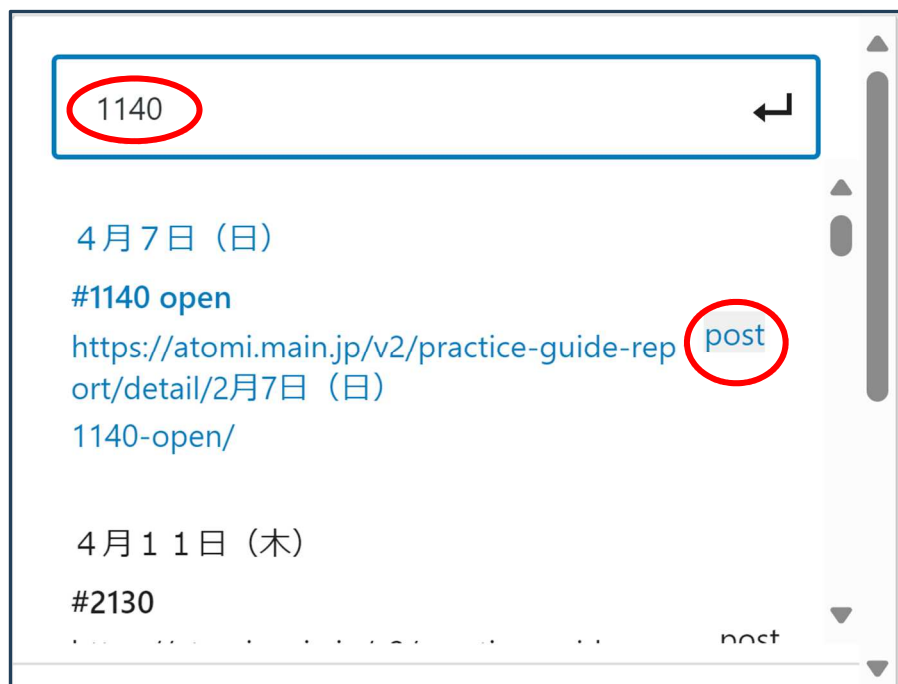 1140
４月７日（日）
#1140 open
https://atomi.main.jp/v2/practice-guide-rep
post
ort/detail/2月7日（日）
1140-open/
４月１１日（木）
#2130
post